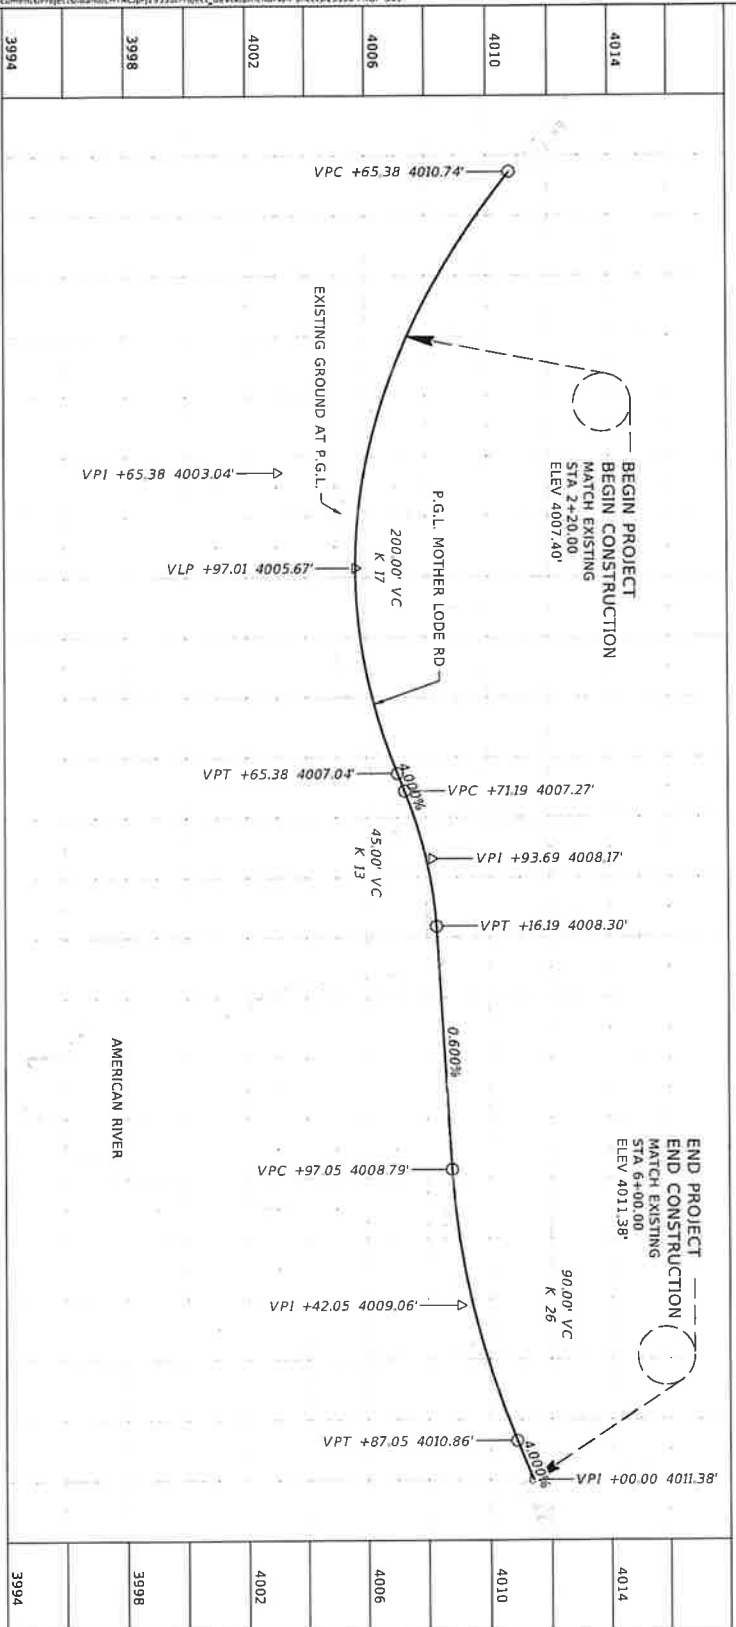 3994
3998
4002
4006
4010
4014
VPC +65.38 4010.74'
BEGIN PROJECT
BEGIN CONSTRUCTION
MATCH EXISTING
STA 2+20.00
ELEV 4007.40'
EXISTING GROUND AT P.G.L.
VPI +65.38 4003.04'
P.G.L. MOTHER LODE RD
VLP +97.01 4005.67'
200.00' VC
K 17
VPT +65.38 4007.04'
4.000%
VPC +71.19 4007.27'
45.00' VC
K 13
VPI +93.69 4008.17'
VPT +16.19 4008.30'
0.600%
AMERICAN RIVER
VPC +97.05 4008.79'
END PROJECT
END CONSTRUCTION
MATCH EXISTING
STA 6+00.00
ELEV 4011.38'
90.00' VC
K 26
VPI +42.05 4009.06'
VPT +87.05 4010.86'
4.000%
VPI +00.00 4011.38'
3994
3998
4002
4006
4010
4014